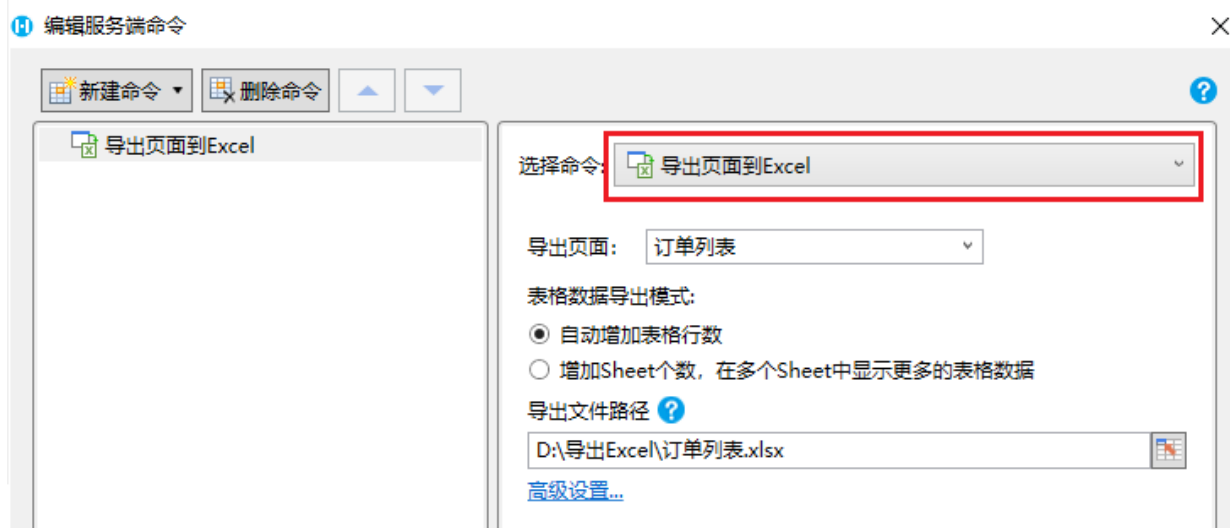 编辑服务端命令
新建命令
删除命令
导出页面到Excel
选择命令:
导出页面到Excel
导出页面:
订单列表
表格数据导出模式:
自动增加表格行数
增加Sheet个数，在多个Sheet中显示更多的表格数据
导出文件路径
D:\导出Excel\订单列表.xlsx
高级设置...